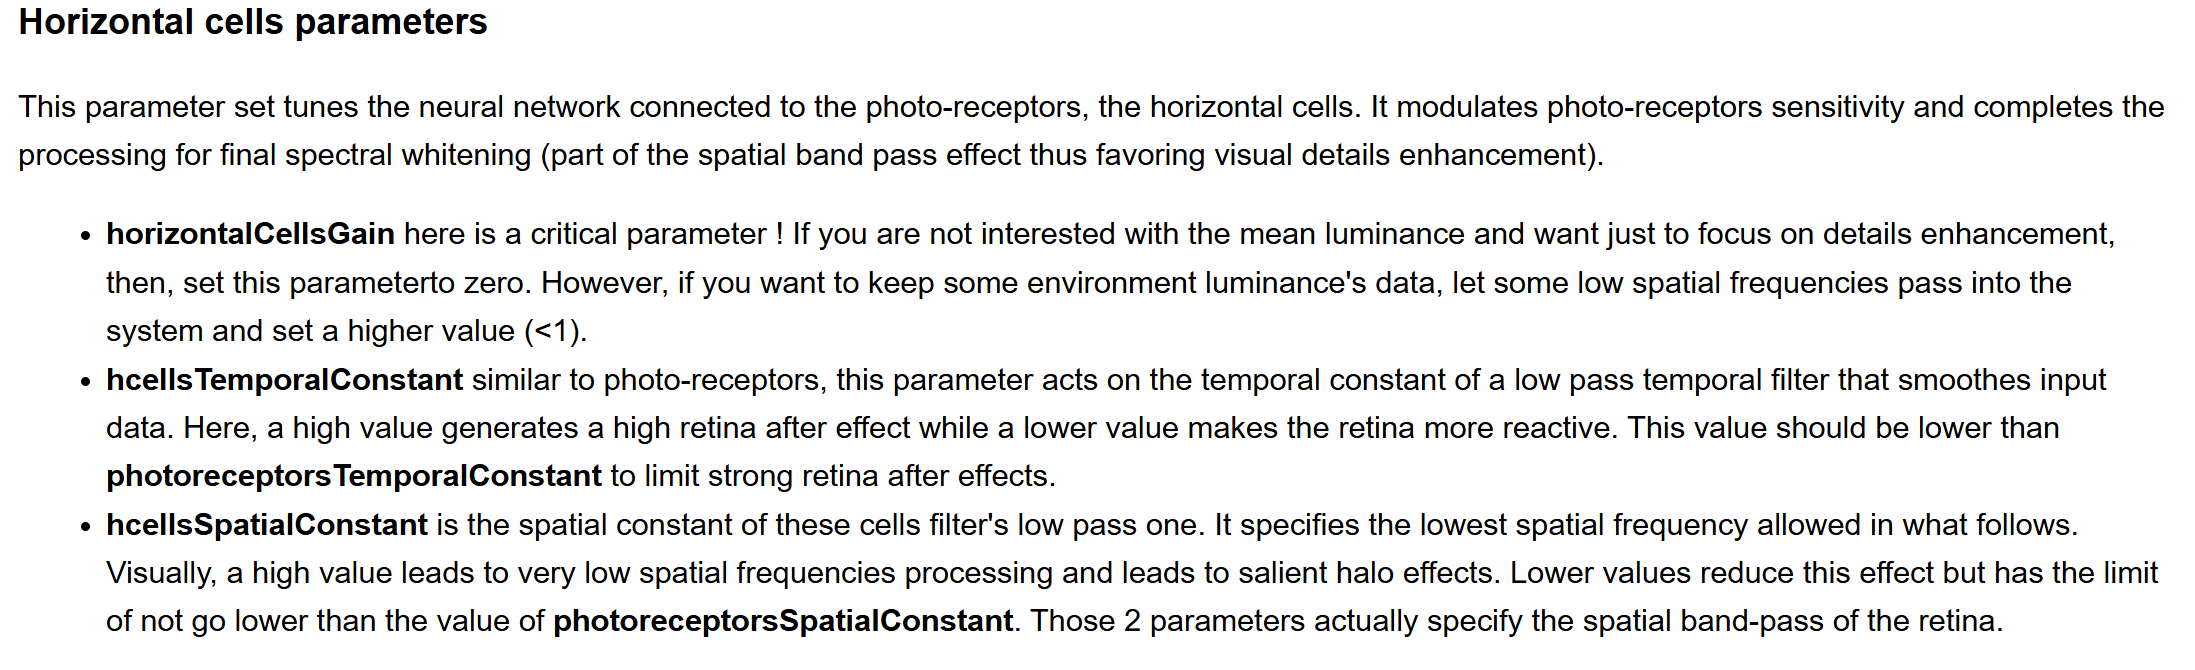 Horizontal cells parameters
This parameter set tunes the neural network connected to the photo-receptors, the horizontal cells. It modulates photo-receptors sensitivity and completes the
processing for final spectral whitening (part of the spatial band pass effect thus favoring visual details enhancement).
• horizontalCellsGain here is a critical parameter ! If you are not interested with the mean luminance and want just to focus on details enhancement,
then, set this parameterto zero. However, if you want to keep some environment luminance's data, let some low spatial frequencies pass into the
system and set a higher value (<1).
• hcellsTemporalConstant similar to photo-receptors, this parameter acts on the temporal constant of a low pass temporal filter that smoothes input
data. Here, a high value generates a high retina after effect while a lower value makes the retina more reactive. This value should be lower than
photoreceptorsTemporalConstant to limit strong retina after effects.
• hcellsSpatialConstant is the spatial constant of these cells filter's low pass one. It specifies the lowest spatial frequency allowed in what follows.
Visually, a high value leads to very low spatial frequencies processing and leads to salient halo effects. Lower values reduce this effect but has the limit
of not go lower than the value of photoreceptorsSpatialConstant. Those 2 parameters actually specify the spatial band-pass of the retina.